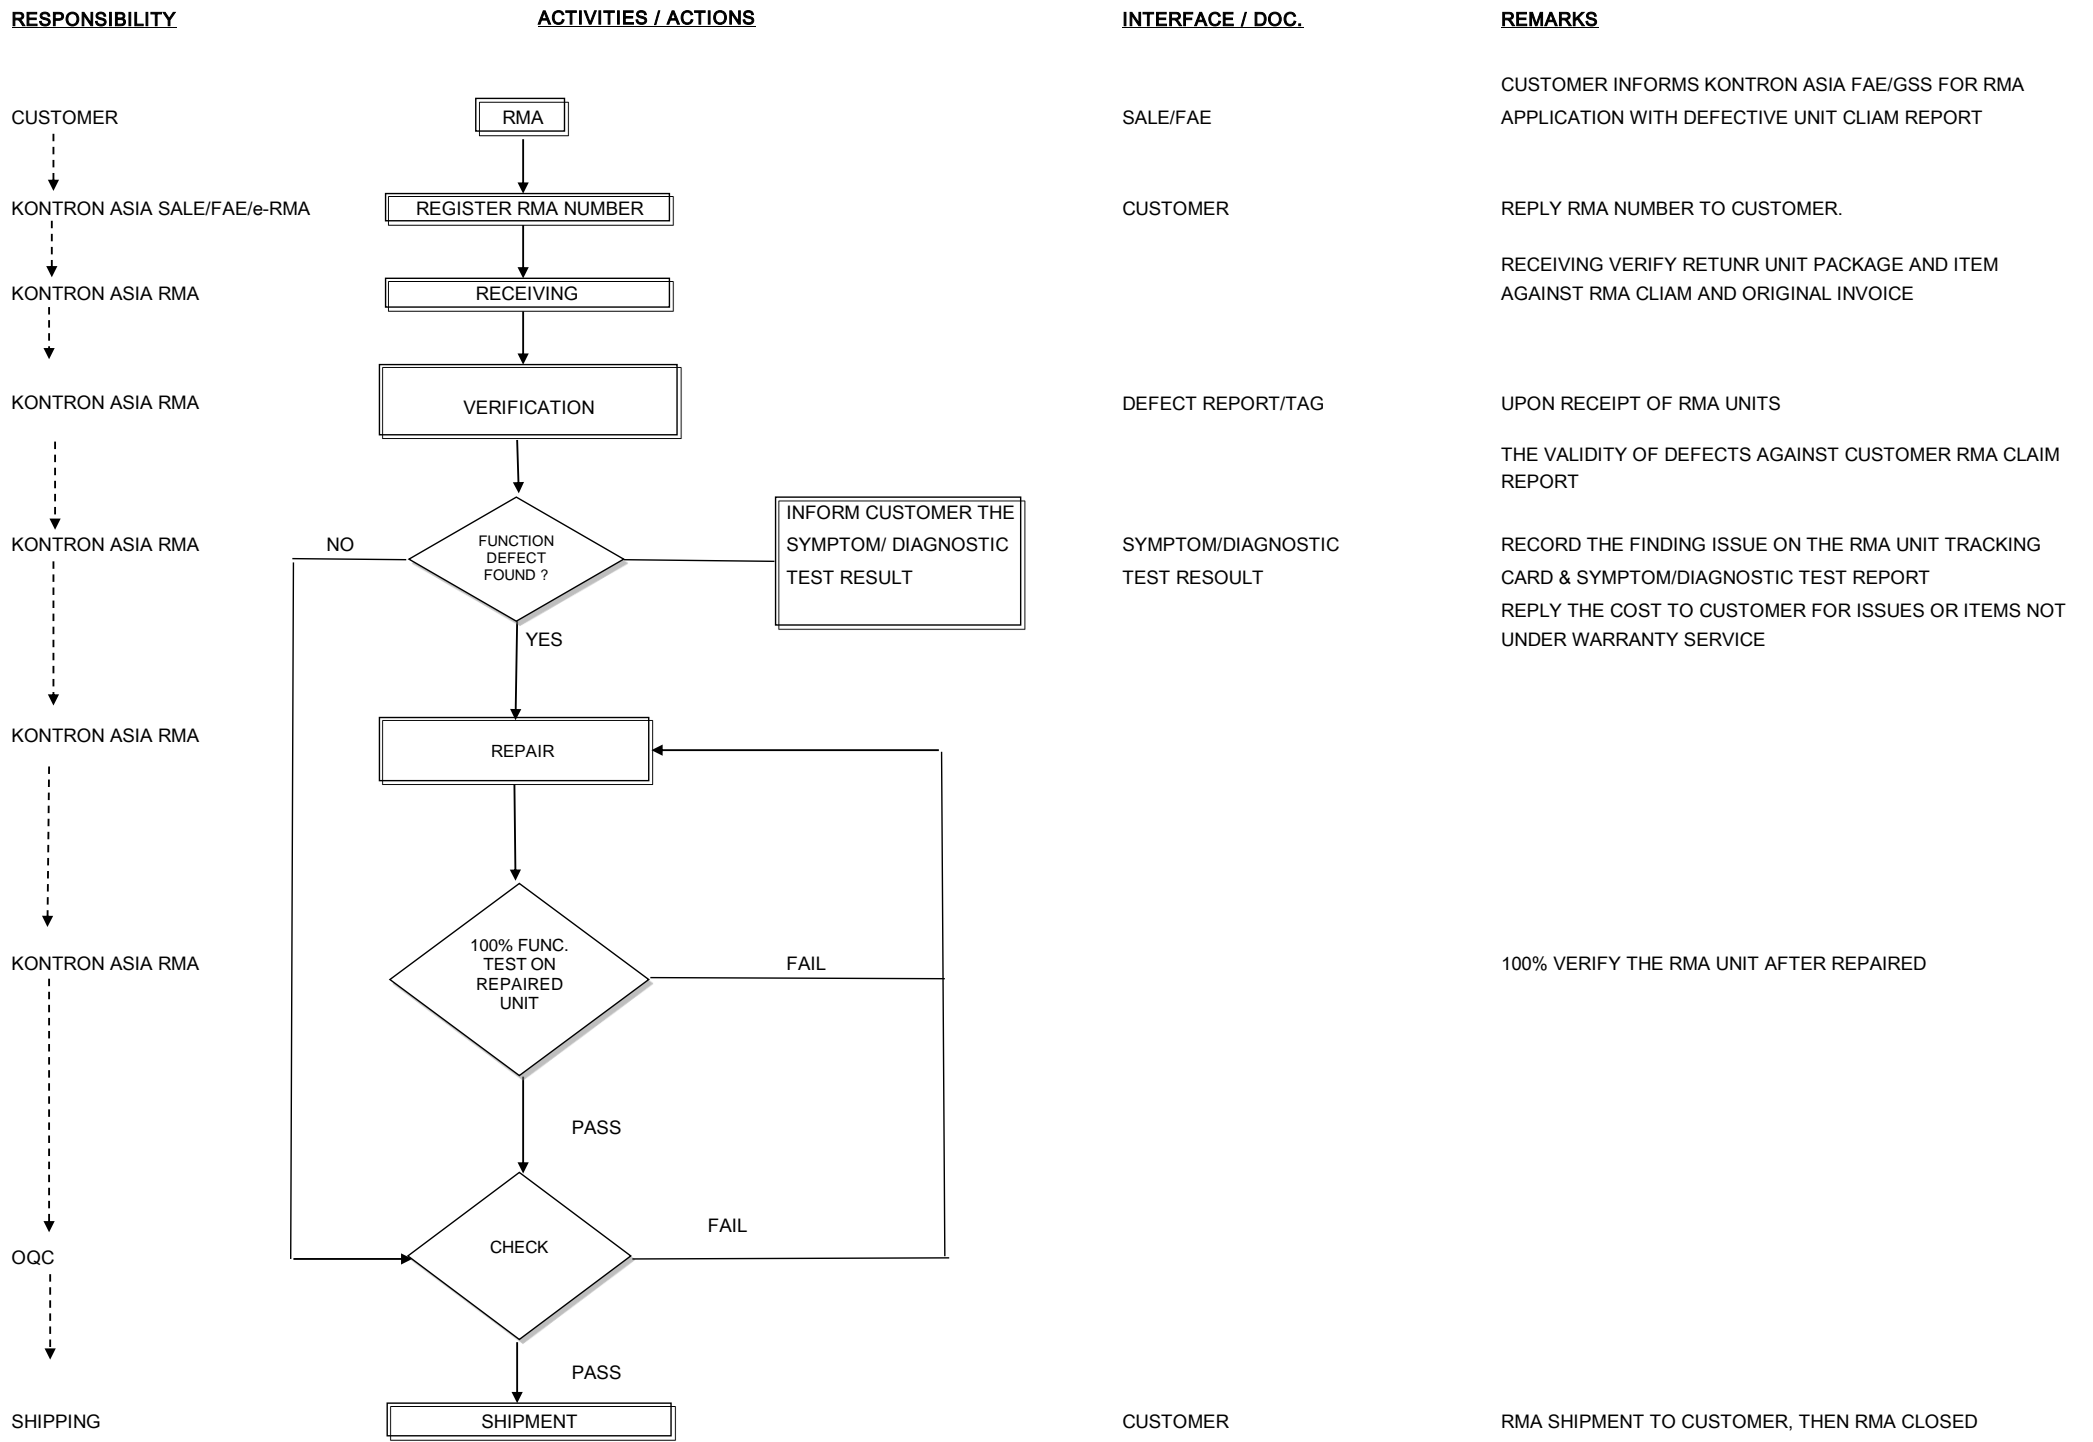 RESPONSIBILITY ACTIVITIES / ACTIONS INTERFACE / DOC. REMARKS
CUSTOMER INFORMS KONTRON ASIA FAE/GSS FOR RMA
CUSTOMER RMA SALE/FAE APPLICATION WITH DEFECTIVE UNIT CLIAM REPORT
KONTRON ASIA SALE/FAE/e-RMA REGISTER RMA NUMBER CUSTOMER REPLY RMA NUMBER TO CUSTOMER.
RECEIVING VERIFY RETUNR UNIT PACKAGE AND ITEM
KONTRON ASIA RMA RECEIVING AGAINST RMA CLIAM AND ORIGINAL INVOICE
KONTRON ASIA RMA VERIFICATION DEFECT REPORT/TAG UPON RECEIPT OF RMA UNITS
THE VALIDITY OF DEFECTS AGAINST CUSTOMER RMA CLAIM
REPORT
INFORM CUSTOMER THE
KONTRON ASIA RMA NO FUNCTION SYMPTOM/ DIAGNOSTIC SYMPTOM/DIAGNOSTIC RECORD THE FINDING ISSUE ON THE RMA UNIT TRACKING
DEFECT
FOUND ? TEST RESULT TEST RESOULT CARD & SYMPTOM/DIAGNOSTIC TEST REPORT
REPLY THE COST TO CUSTOMER FOR ISSUES OR ITEMS NOT
YES UNDER WARRANTY SERVICE
KONTRON ASIA RMA
REPAIR
100% FUNC.
KONTRON ASIA RMA TEST ON FAIL 100% VERIFY THE RMA UNIT AFTER REPAIRED
REPAIRED
UNIT
PASS
FAIL
CHECK
OQC
PASS
SHIPPING SHIPMENT CUSTOMER RMA SHIPMENT TO CUSTOMER, THEN RMA CLOSED